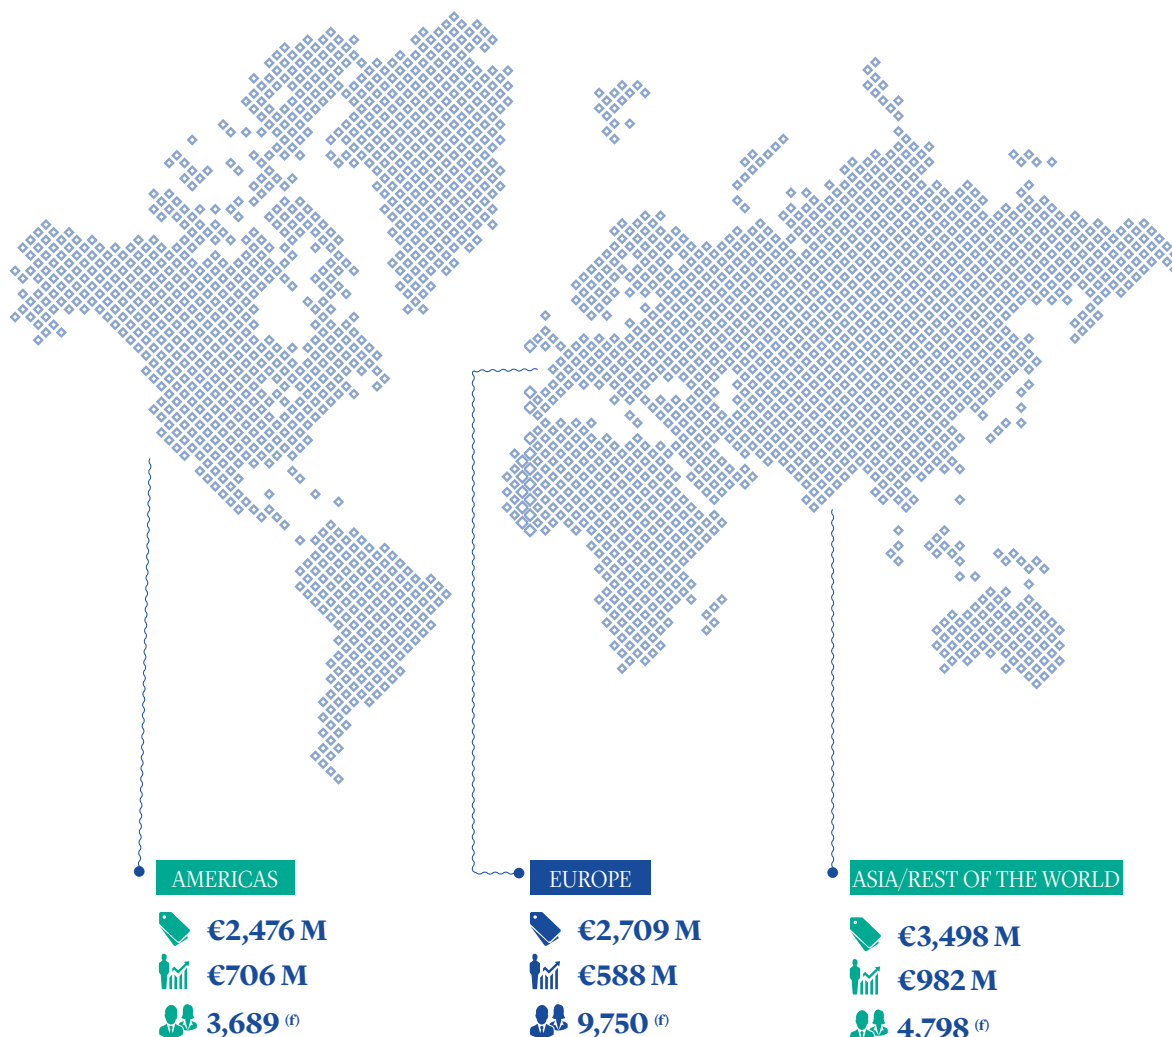 AMERICAS
€2,476 M
€706 M
3,689 (f)
EUROPE
€2,709 M
€588 M
9,750 (f)
ASIA/REST OF THE WORLD
€3,498 M
€982 M
4,798 (f)